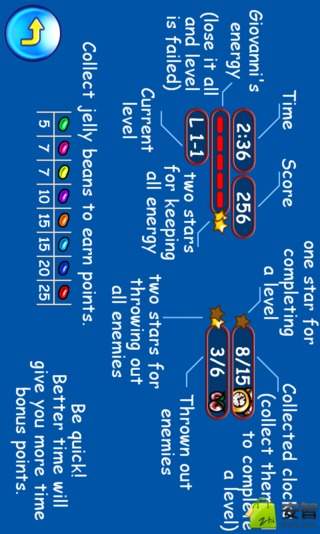 one star for
completing
a level
Time
Score
Collected clocks
(collect them
to complete
a level)
Giovanni's
energy
(lose it all
and level
is failed)
2:36
256
8/15
L 1-1
3/6
Current
level
two stars
for keeping
all energy
two stars for
throwing out
all enemies
Thrown out
enemies
Collect jelly beans to earn points.
5 7 7 10 15 15 20 25
Be quick!
Better time will
give you more time
bonus points.
安智